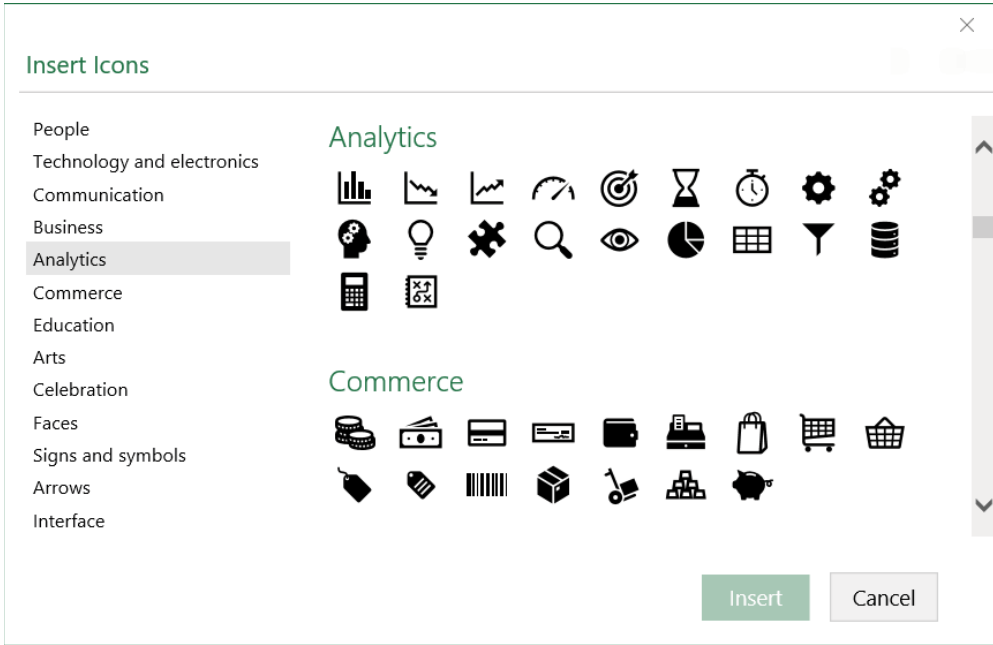 Insert Icons
People
Technology and electronics
Communication
Business
Analytics
Commerce
Education
Arts
Celebration
Faces
Signs and symbols
Arrows
Interface
Analytics
Commerce
Insert
Cancel